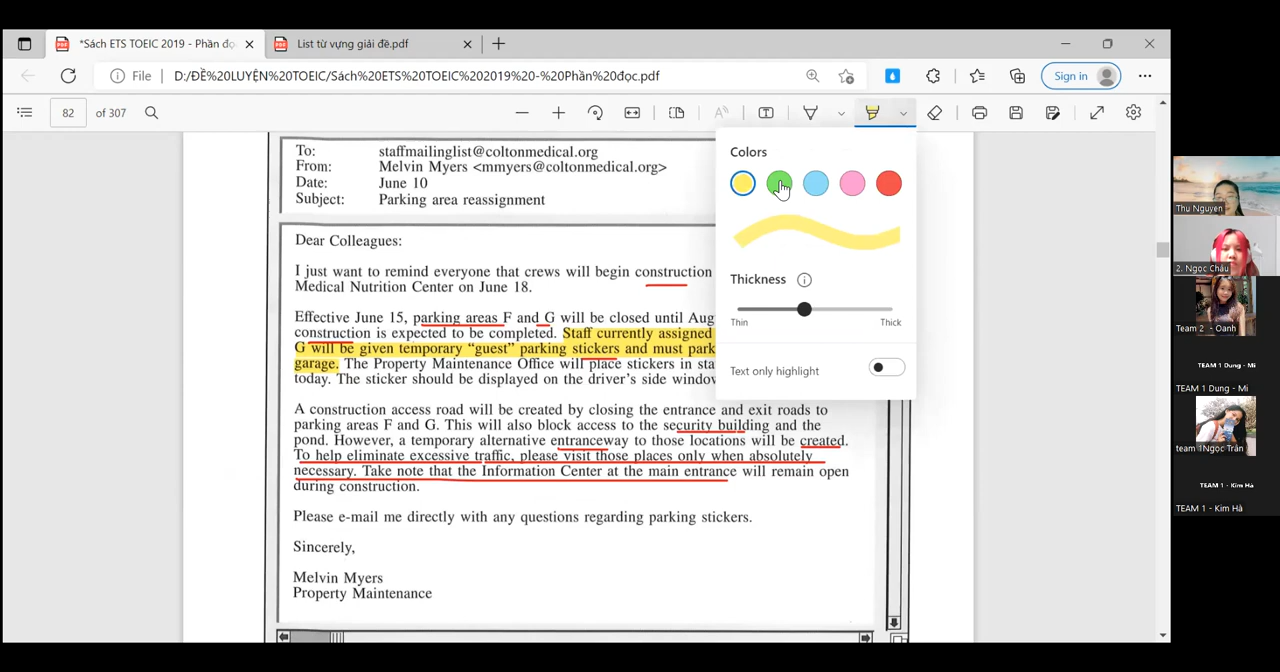 *Sách ETS TOEIC 2019 - Phần đọ
List từ vựng giải đề.pdf
File
D:/ĐỀ%20LUYỆN%20TOEIC/Sách%20ETS%20TOEIC%202019%20-%20Phần%20đọc.pdf
Sign in
82 of 307
To: staffmailinglist@coltonmedical.org
From: Melvin Myers <mmyers@coltonmedical.org>
Date: June 10
Subject: Parking area reassignment
Dear Colleagues:
I just want to remind everyone that crews will begin construction
Medical Nutrition Center on June 18.
Effective June 15, parking areas F and G will be closed until Aug
construction is expected to be completed. Staff currently assigned
G will be given temporary “guest” parking stickers and must park
garage. The Property Maintenance Office will place stickers in sta
today. The sticker should be displayed on the driver’s side window
A construction access road will be created by closing the entrance and exit roads to
parking areas F and G. This will also block access to the security building and the
pond. However, a temporary alternative entranceway to those locations will be created.
To help eliminate excessive traffic, please visit those places only when absolutely
necessary. Take note that the Information Center at the main entrance will remain open
during construction.
Please e-mail me directly with any questions regarding parking stickers.
Sincerely,
Melvin Myers
Property Maintenance
Colors
Thickness
Thin Thick
Text only highlight
Thu Nguyen
2. Ngọc Châu
Team 2 - Oanh
TEAM 1 Dung - Mi
TEAM 1 Dung - Mi
team 1Ngọc Trần
TEAM 1 - Kim Hà
TEAM 1 - Kim Hà